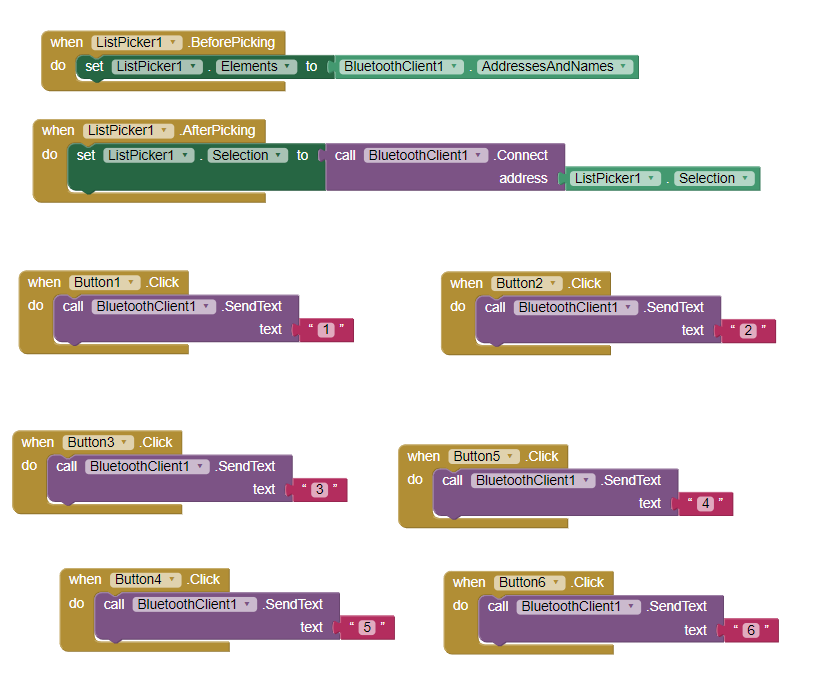 when ListPicker1 .BeforePicking
do set ListPicker1 . Elements to BluetoothClient1 . AddressesAndNames
when ListPicker1 .AfterPicking
do set ListPicker1 . Selection to call BluetoothClient1 .Connect
address ListPicker1 . Selection
when Button1 .Click
do call BluetoothClient1 .SendText
text “ 1 ”
when Button2 .Click
do call BluetoothClient1 .SendText
text “ 2 ”
when Button3 .Click
do call BluetoothClient1 .SendText
text “ 3 ”
when Button5 .Click
do call BluetoothClient1 .SendText
text “ 4 ”
when Button4 .Click
do call BluetoothClient1 .SendText
text “ 5 ”
when Button6 .Click
do call BluetoothClient1 .SendText
text “ 6 ”